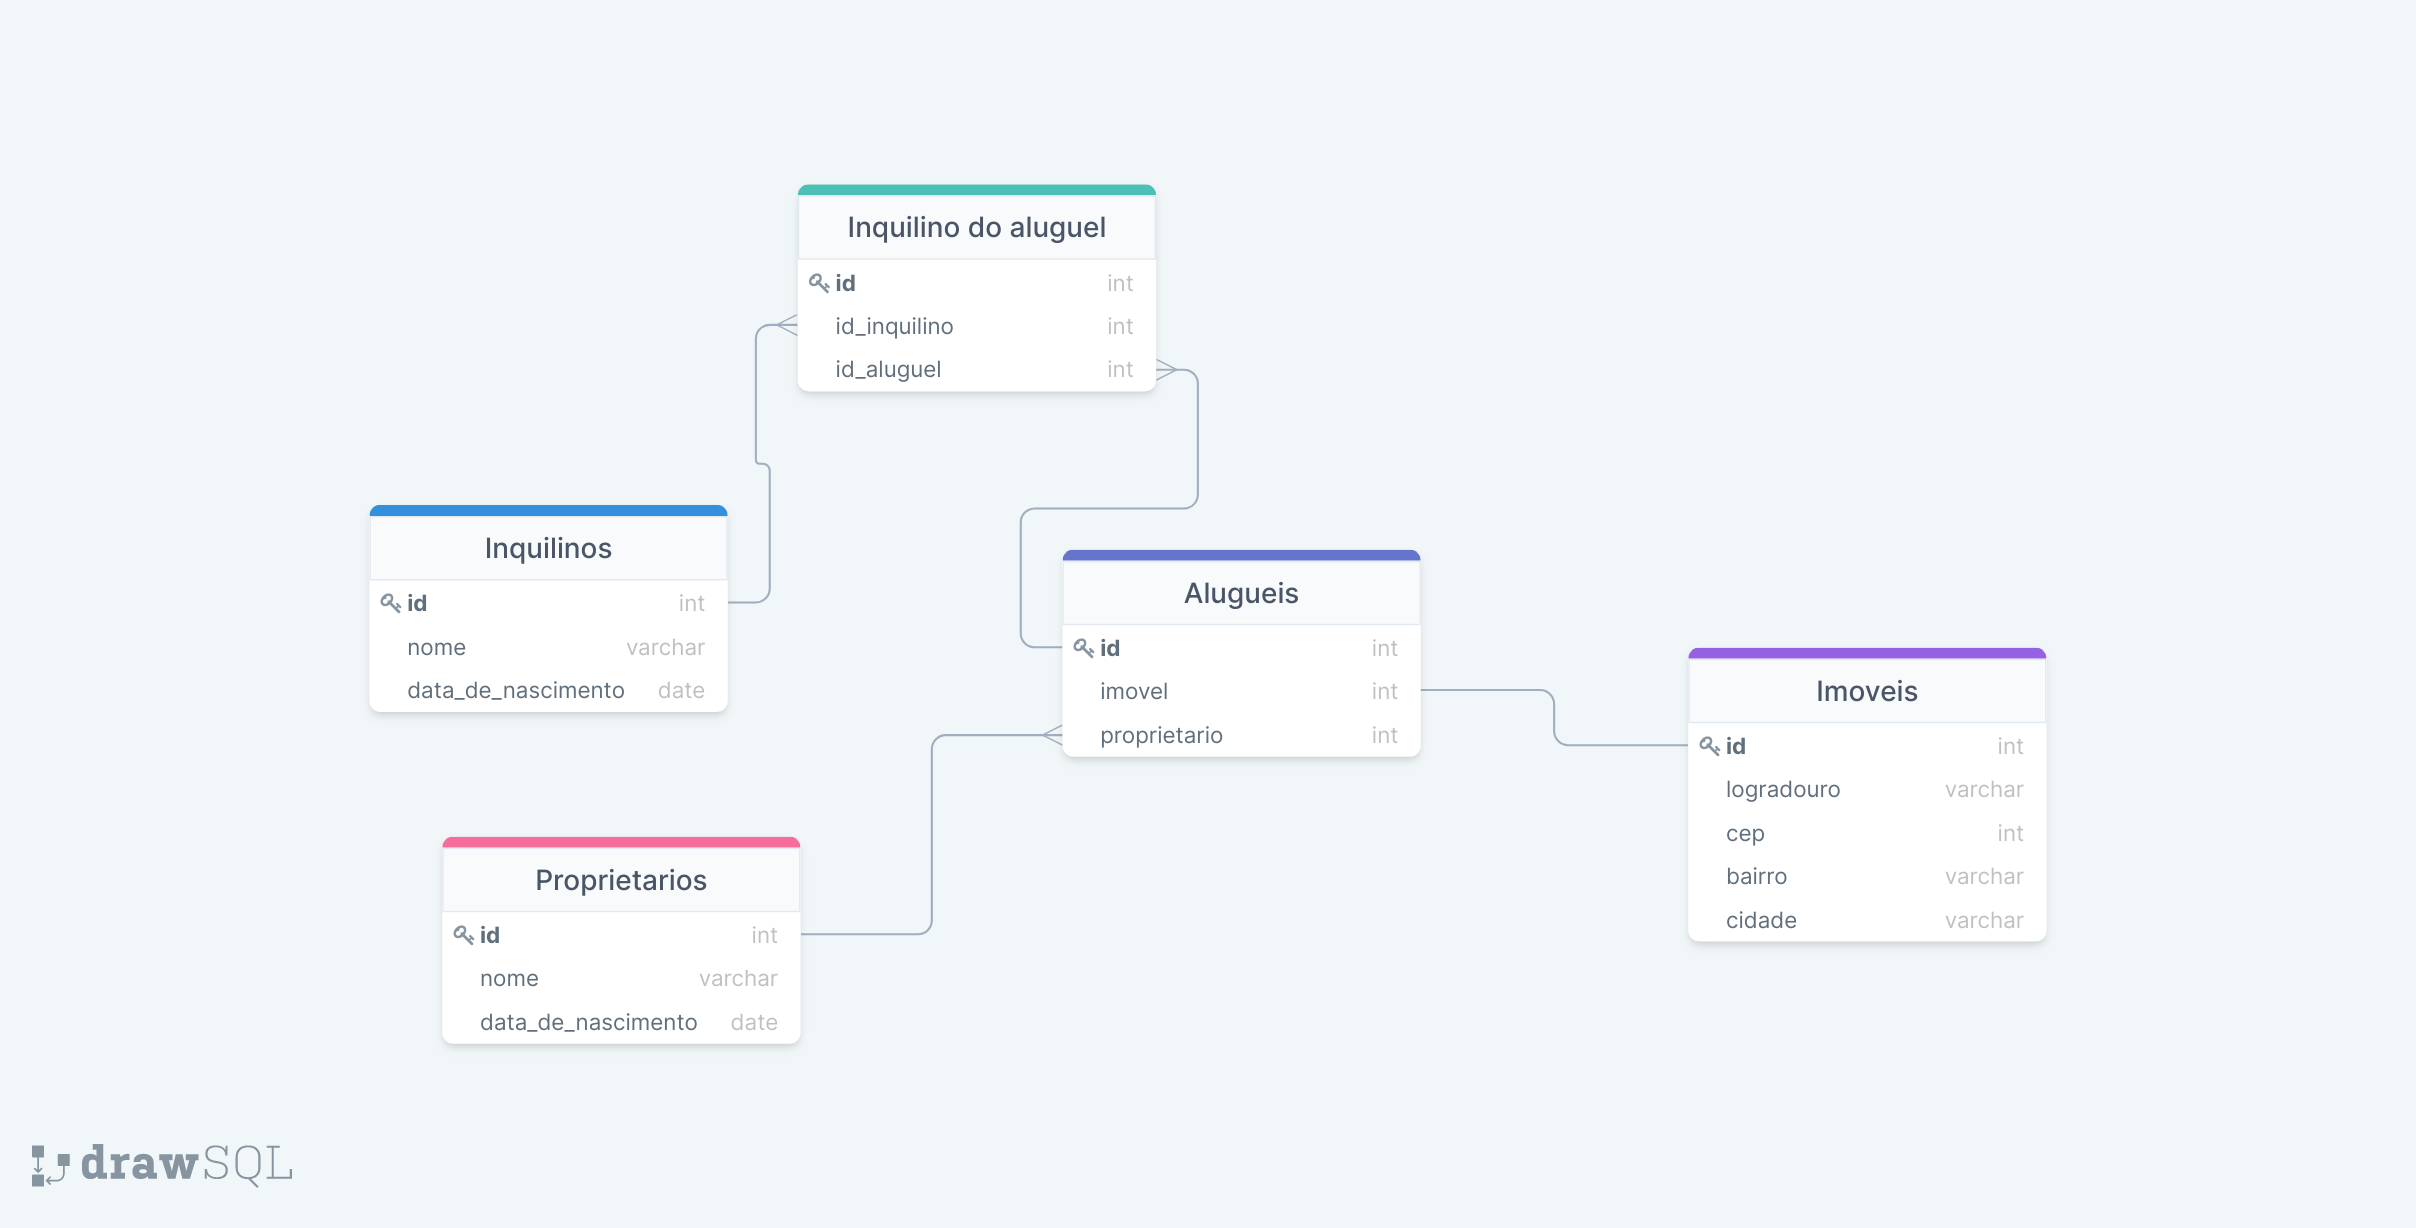 Inquilino do aluguel
id int
id_inquilino int
id_aluguel int
Inquilinos
id int
nome varchar
data_de_nascimento date
Alugueis
id int
imovel int
proprietario int
Imoveis
id int
logradouro varchar
cep int
bairro varchar
cidade varchar
Proprietarios
id int
nome varchar
data_de_nascimento date
drawSQL